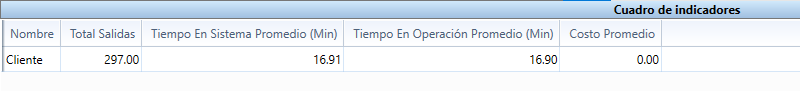 Cuadro de indicadores
Nombre Total Salidas Tiempo En Sistema Promedio (Min) Tiempo En Operación Promedio (Min) Costo Promedio
Cliente 297.00 16.91 16.90 0.00